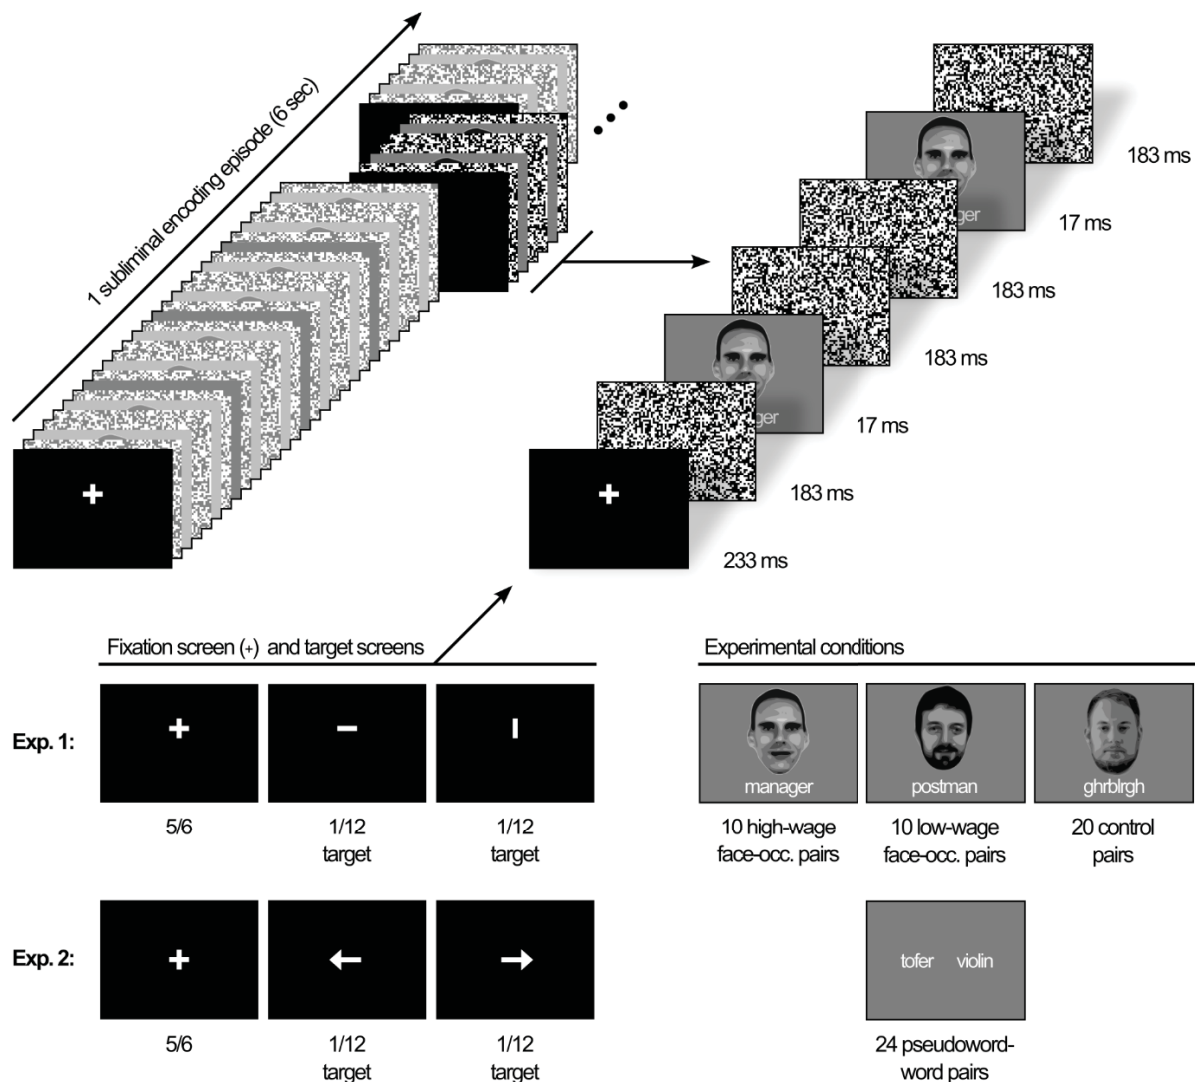 1 subliminal encoding episode (6 sec)
183 ms
ger
17 ms
183 ms
183 ms
ger
17 ms
183 ms
233 ms
Fixation screen (+) and target screens
Experimental conditions
Exp. 1:
manager
postman
ghrblrgh
5/6
1/12
target
1/12
target
10 high-wage
face-occ. pairs
10 low-wage
face-occ. pairs
20 control
pairs
Exp. 2:
tofer violin
5/6
1/12
target
1/12
target
24 pseudoword-
word pairs